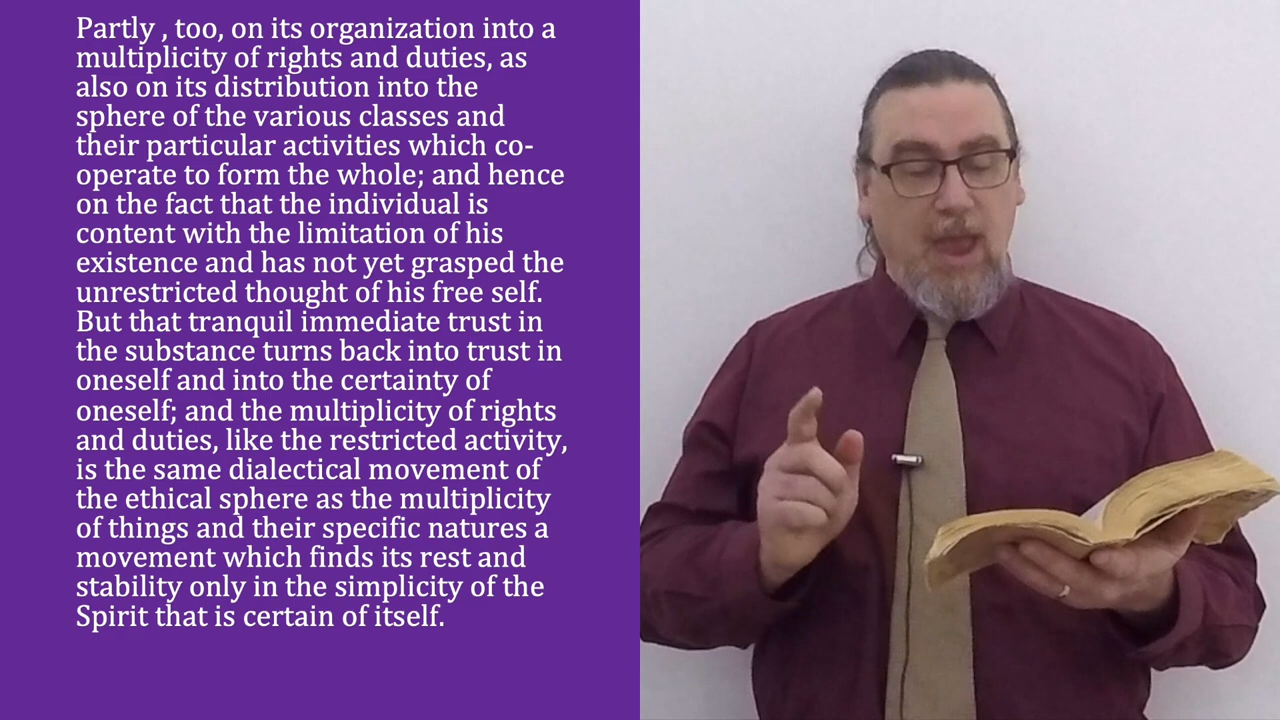 Partly , too, on its organization into a
multiplicity of rights and duties, as
also on its distribution into the
sphere of the various classes and
their particular activities which co-
operate to form the whole; and hence
on the fact that the individual is
content with the limitation of his
existence and has not yet grasped the
unrestricted thought of his free self.
But that tranquil immediate trust in
the substance turns back into trust in
oneself and into the certainty of
oneself; and the multiplicity of rights
and duties, like the restricted activity,
is the same dialectical movement of
the ethical sphere as the multiplicity
of things and their specific natures a
movement which finds its rest and
stability only in the simplicity of the
Spirit that is certain of itself.